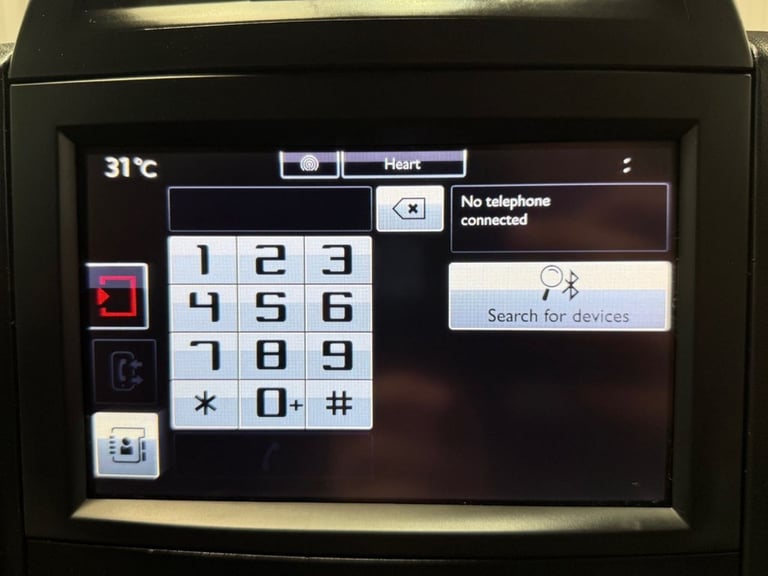 31°C
Heart
:
No telephone
connected
1 2 3
4 5 6
7 8 9
* 0+ #
Search for devices